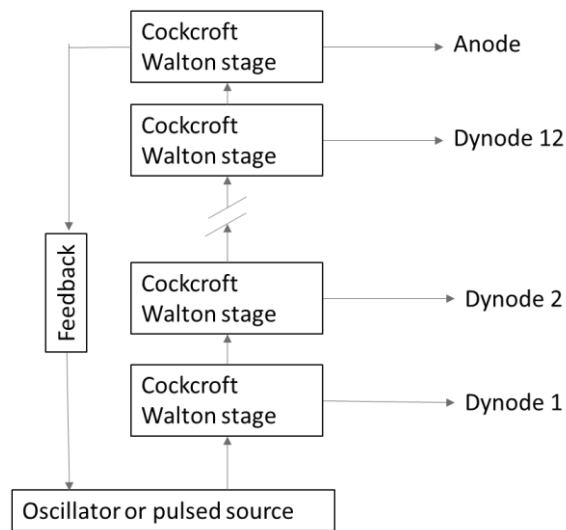 Cockcroft
Walton stage
Anode
Cockcroft
Walton stage
Dynode 12
Feedback
Cockcroft
Walton stage
Dynode 2
Cockcroft
Walton stage
Dynode 1
Oscillator or pulsed source